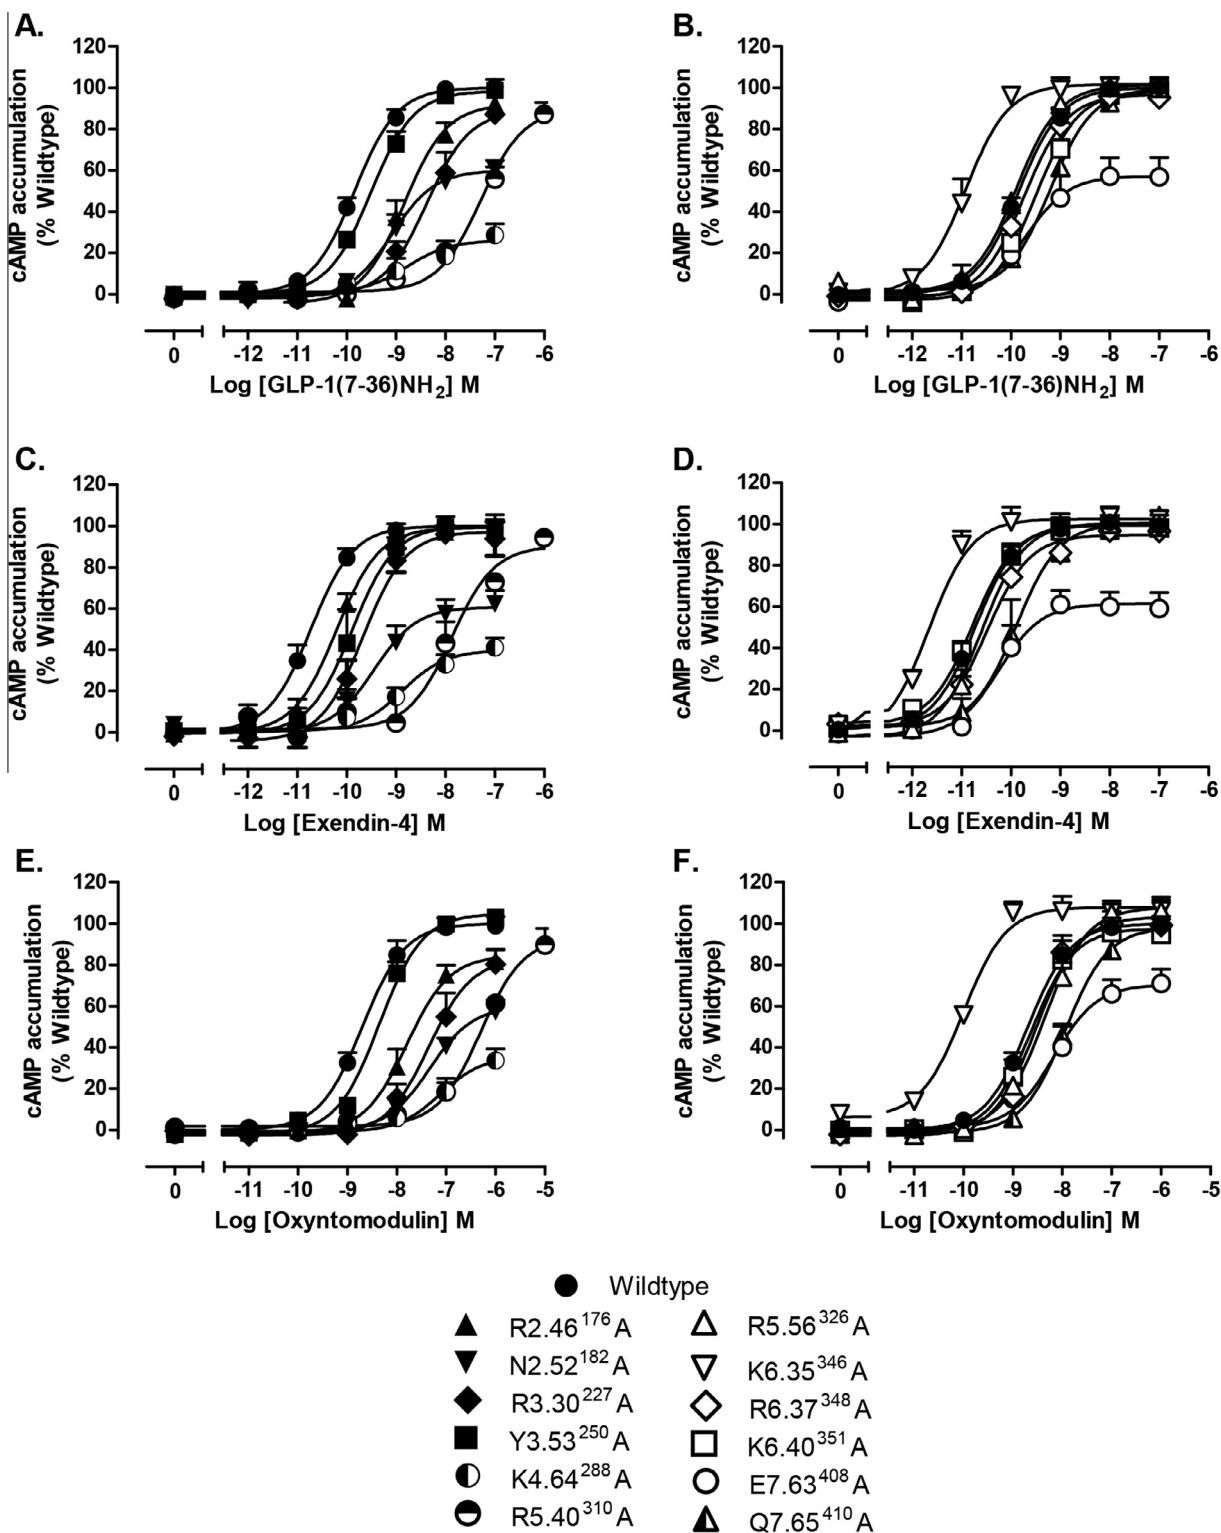 A.
cAMP accumulation
(% Wildtype)
120
100
80
60
40
20
0
0 -12 -11 -10 -9 -8 -7 -6
Log [GLP-1(7-36)NH₂] M
B.
cAMP accumulation
(% Wildtype)
120
100
80
60
40
20
0
0 -12 -11 -10 -9 -8 -7 -6
Log [GLP-1(7-36)NH₂] M
C.
cAMP accumulation
(% Wildtype)
120
100
80
60
40
20
0
0 -12 -11 -10 -9 -8 -7 -6
Log [Exendin-4] M
D.
cAMP accumulation
(% Wildtype)
120
100
80
60
40
20
0
0 -12 -11 -10 -9 -8 -7 -6
Log [Exendin-4] M
E.
cAMP accumulation
(% Wildtype)
120
100
80
60
40
20
0
0 -11 -10 -9 -8 -7 -6 -5
Log [Oxyntomodulin] M
F.
cAMP accumulation
(% Wildtype)
120
100
80
60
40
20
0
0 -11 -10 -9 -8 -7 -6 -5
Log [Oxyntomodulin] M
Wildtype
R2.46¹⁷⁶A
N2.52¹⁸²A
R3.30²²⁷A
Y3.53²⁵⁰A
K4.64²⁸⁸A
R5.40³¹⁰A
R5.56³²⁶A
K6.35³⁴⁶A
R6.37³⁴⁸A
K6.40³⁵¹A
E7.63⁴⁰⁸A
Q7.65⁴¹⁰A